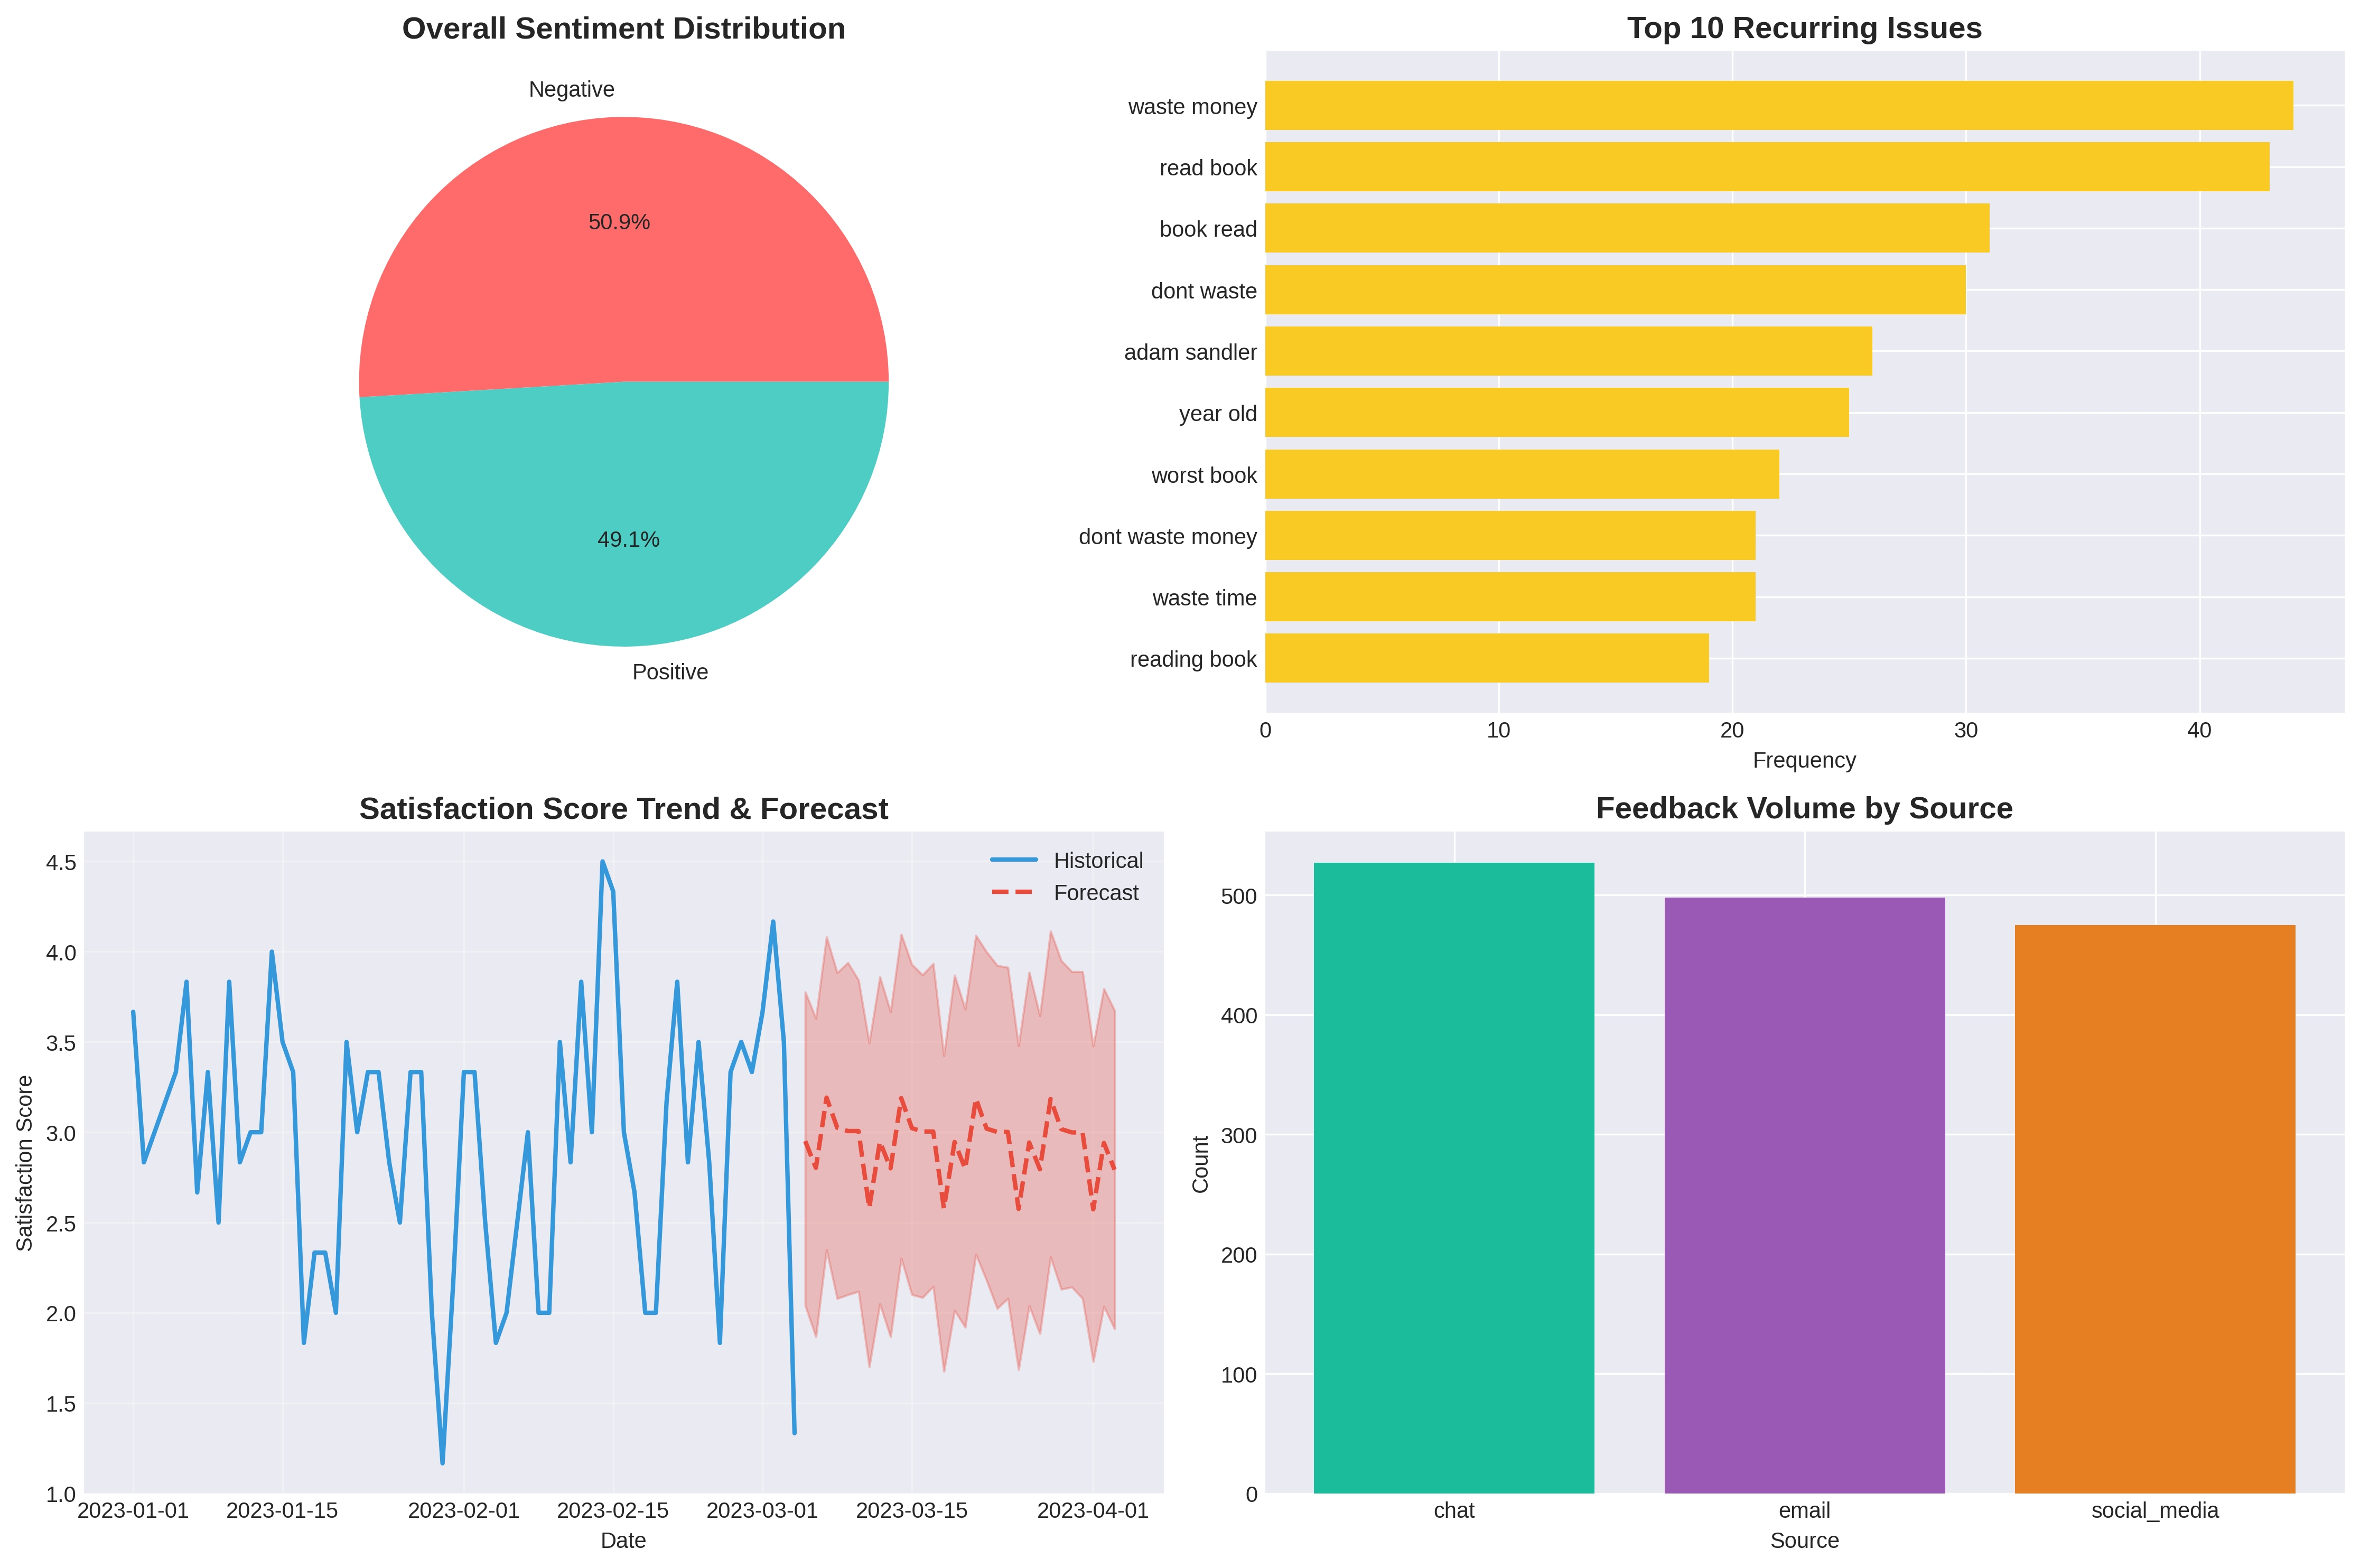 Overall Sentiment Distribution
Negative
50.9%
49.1%
Positive
Top 10 Recurring Issues
waste money
read book
book read
dont waste
adam sandler
year old
worst book
dont waste money
waste time
reading book
0 10 20 30 40
Frequency
Satisfaction Score Trend & Forecast
Satisfaction Score
4.5
4.0
3.5
3.0
2.5
2.0
1.5
1.0
Historical
Forecast
2023-01-01 2023-01-15 2023-02-01 2023-02-15 2023-03-01 2023-03-15 2023-04-01
Date
Feedback Volume by Source
Count
500
400
300
200
100
0
chat email social_media
Source